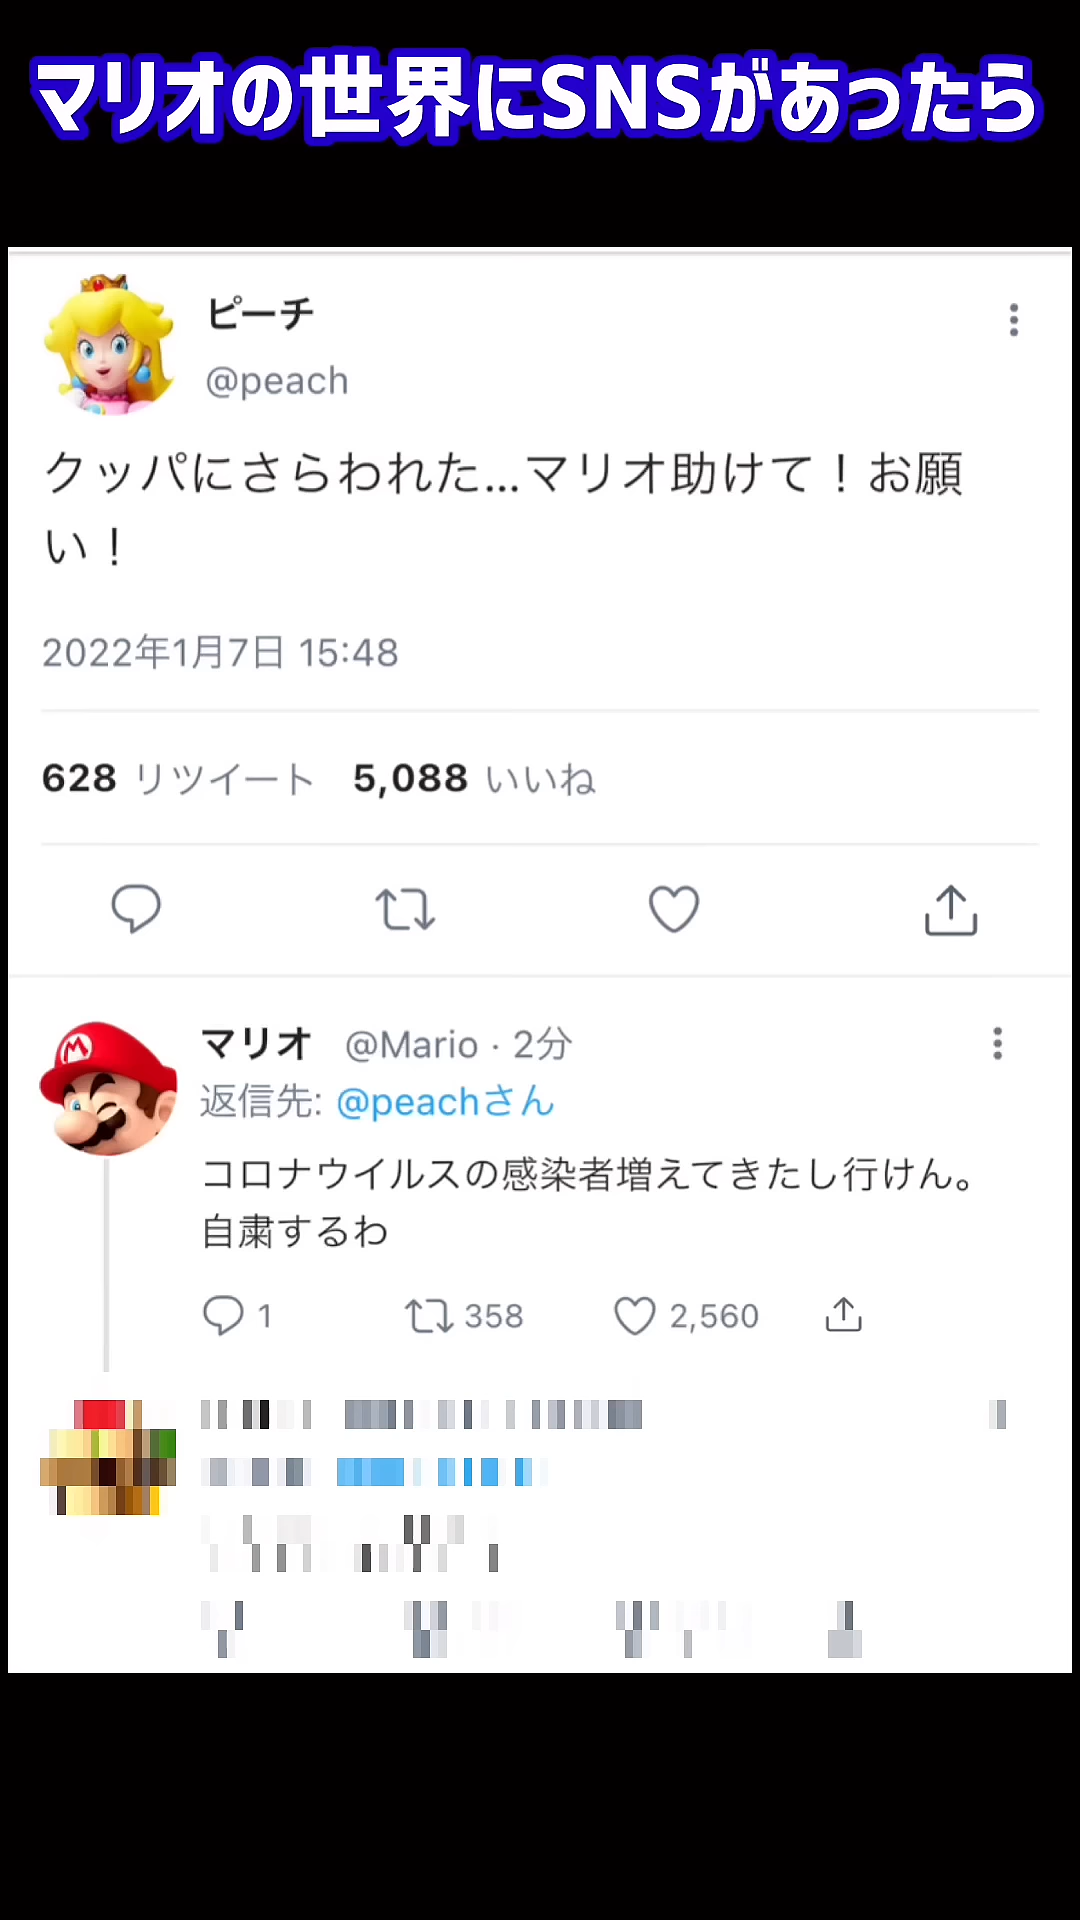 マリオの世界にSNSがあったら
ピーチ
@peach
クッパにさらわれた...マリオ助けて！お願
い！
2022年1月7日 15:48
628 リツイート 5,088 いいね
マリオ @Mario · 2分
返信先: @peachさん
コロナウイルスの感染者増えてきたし行けん。
自粛するわ
1 358 2,560